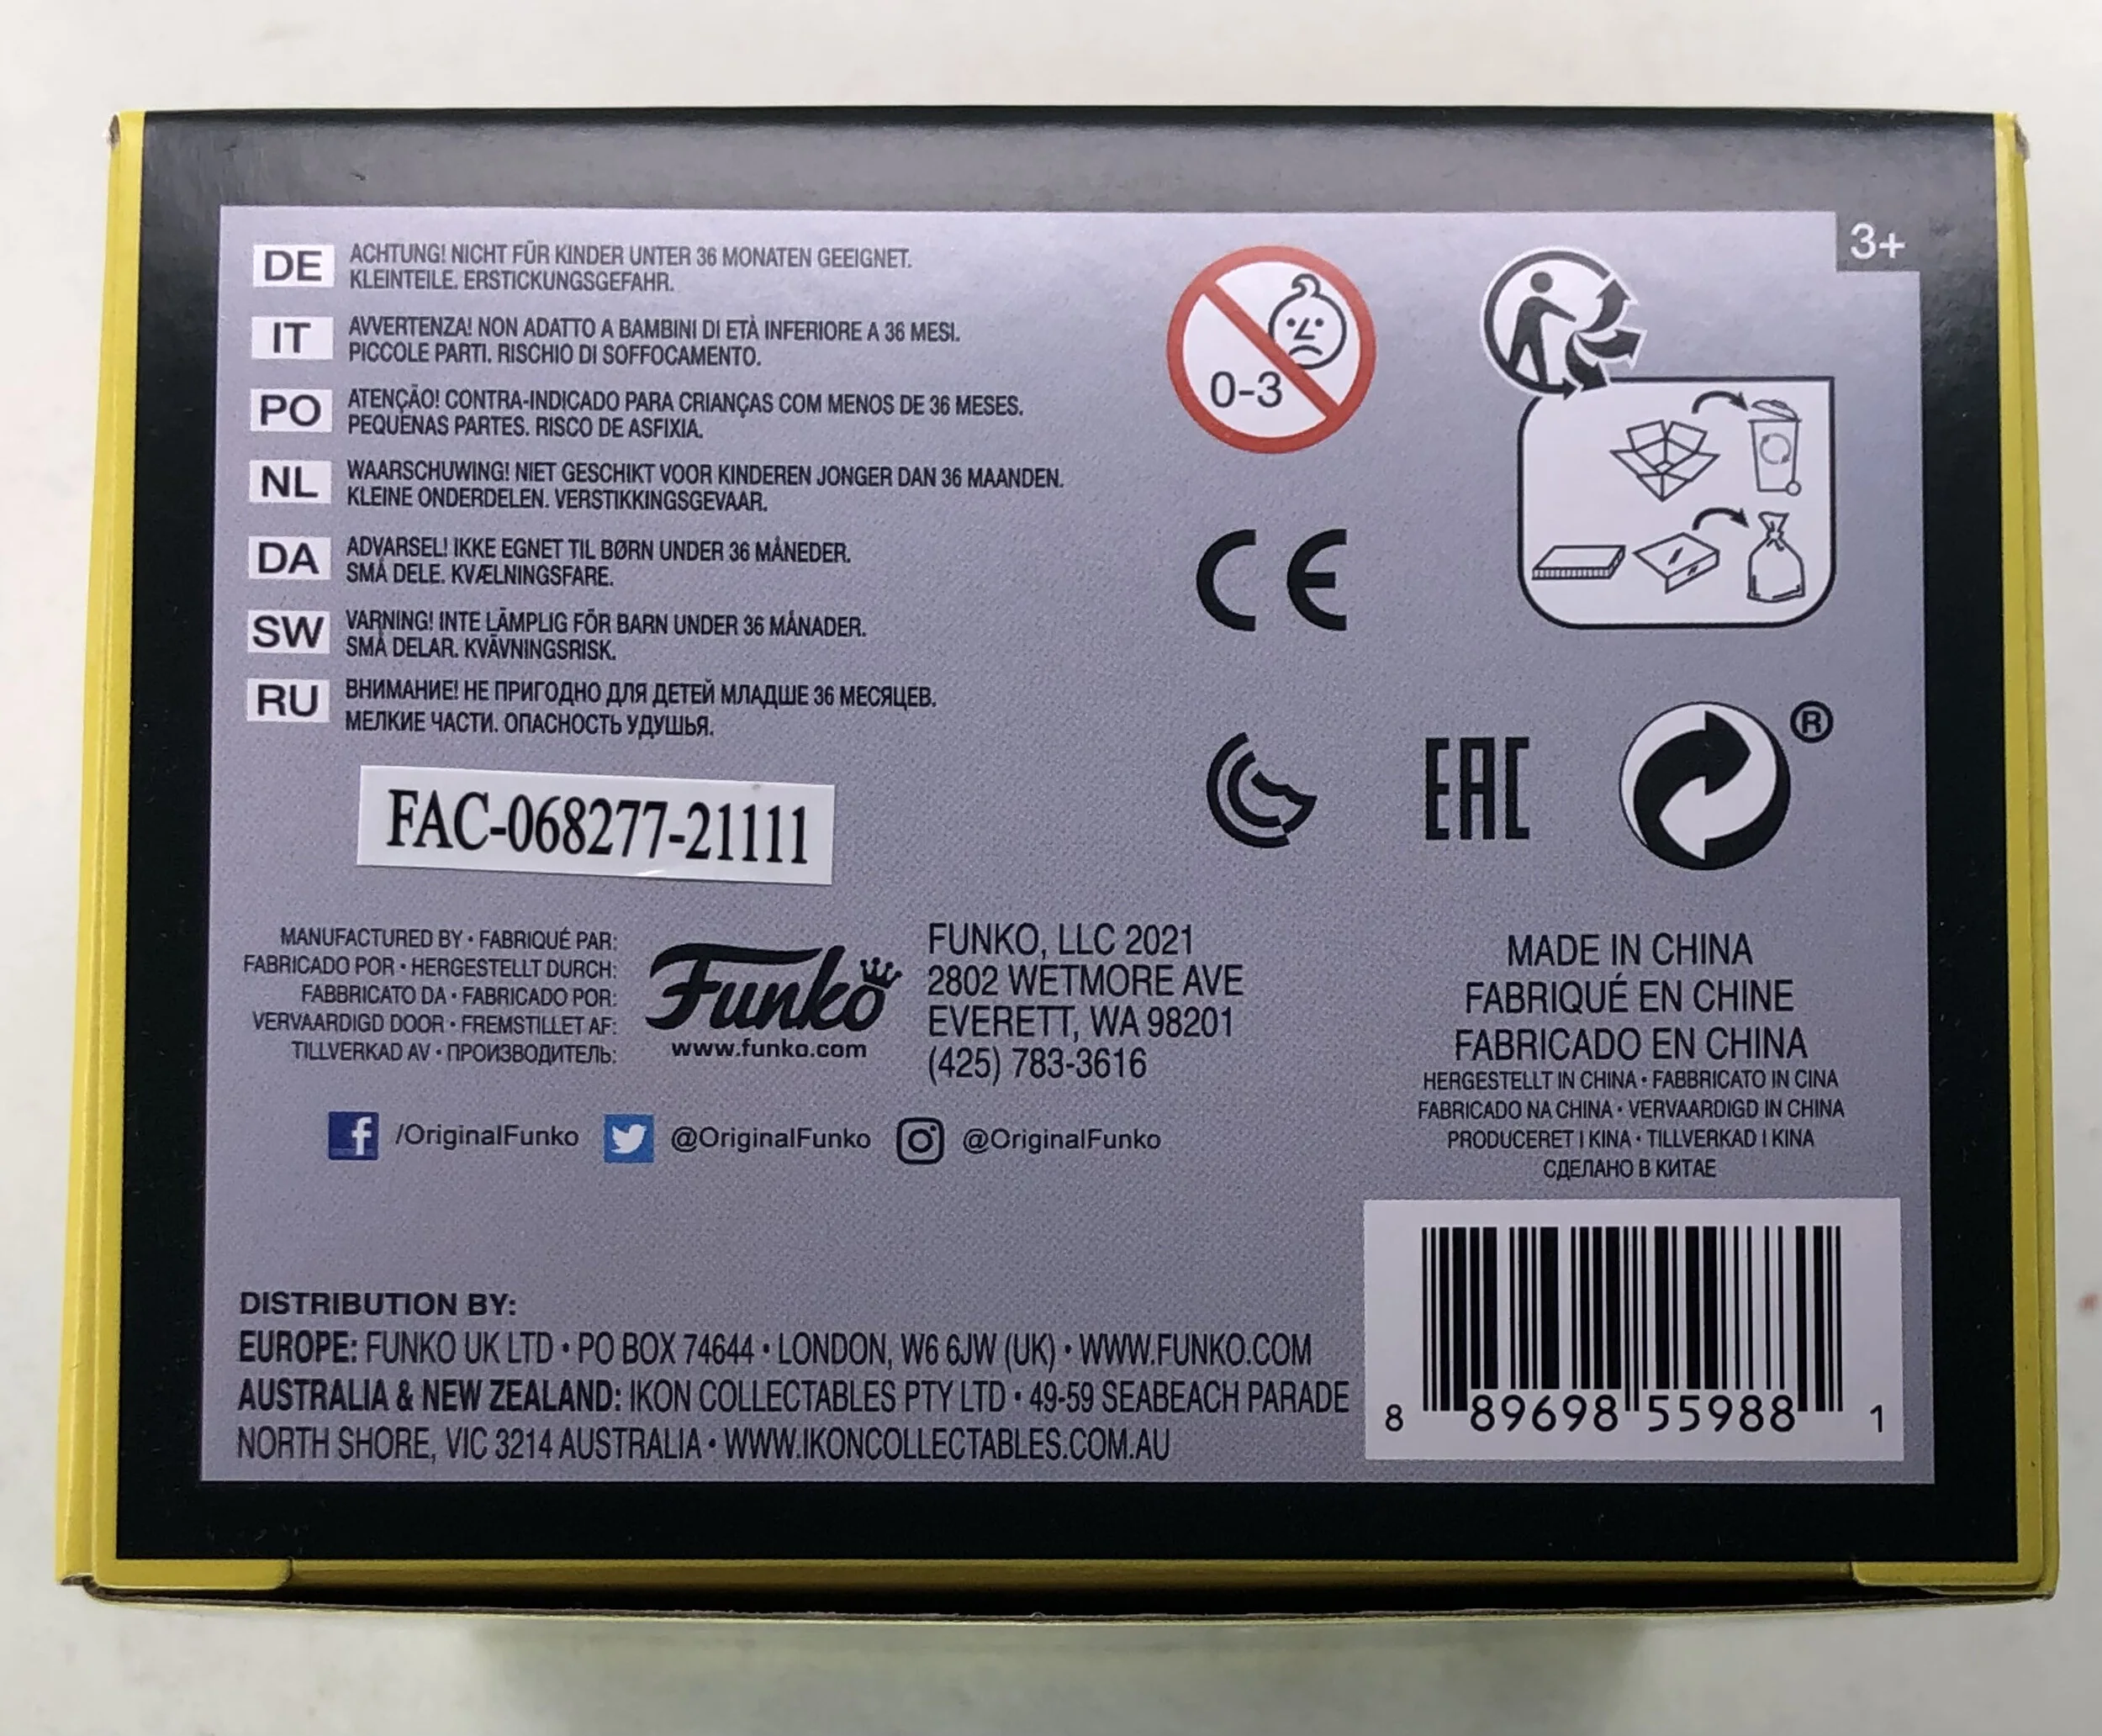 3+
DE
ACHTUNG! NICHT FÜR KINDER UNTER 36 MONATEN GEEIGNET.
KLEINTEILE. ERSTICKUNGSGEFAHR.
IT
AVVERTENZA! NON ADATTO A BAMBINI DI ETÀ INFERIORE A 36 MESI.
PICCOLE PARTI. RISCHIO DI SOFFOCAMENTO.
PO
ATENÇÃO! CONTRA-INDICADO PARA CRIANÇAS COM MENOS DE 36 MESES.
PEQUENAS PARTES. RISCO DE ASFIXIA.
NL
WAARSCHUWING! NIET GESCHIKT VOOR KINDEREN JONGER DAN 36 MAANDEN.
KLEINE ONDERDELEN. VERSTIKKINGSGEVAAR.
DA
ADVARSEL! IKKE EGNET TIL BØRN UNDER 36 MÅNEDER.
SMÅ DELE. KVÆLNINGSFARE.
SW
VARNING! INTE LÄMPLIG FÖR BARN UNDER 36 MÅNADER.
SMÅ DELAR. KVÄVNINGSRISK.
RU
ВНИМАНИЕ! НЕ ПРИГОДНО ДЛЯ ДЕТЕЙ МЛАДШЕ 36 МЕСЯЦЕВ.
МЕЛКИЕ ЧАСТИ. ОПАСНОСТЬ УДУШЬЯ.
0-3
CE
EAC
®
FAC-068277-21111
MANUFACTURED BY • FABRIQUÉ PAR:
FABRICADO POR • HERGESTELLT DURCH:
FABBRICATO DA • FABRICADO POR:
VERVAARDIGD DOOR • FREMSTILLET AF:
TILLVERKAD AV • ПРОИЗВОДИТЕЛЬ:
Funko
www.funko.com
FUNKO, LLC 2021
2802 WETMORE AVE
EVERETT, WA 98201
(425) 783-3616
MADE IN CHINA
FABRIQUÉ EN CHINE
FABRICADO EN CHINA
HERGESTELLT IN CHINA • FABBRICATO IN CINA
FABRICADO NA CHINA • VERVAARDIGD IN CHINA
PRODUCERET I KINA • TILLVERKAD I KINA
СДЕЛАНО В КИТАЕ
f /OriginalFunko @OriginalFunko @OriginalFunko
DISTRIBUTION BY:
EUROPE: FUNKO UK LTD • PO BOX 74644 • LONDON, W6 6JW (UK) • WWW.FUNKO.COM
AUSTRALIA & NEW ZEALAND: IKON COLLECTABLES PTY LTD • 49-59 SEABEACH PARADE
NORTH SHORE, VIC 3214 AUSTRALIA • WWW.IKONCOLLECTABLES.COM.AU
8 89698 55988 1